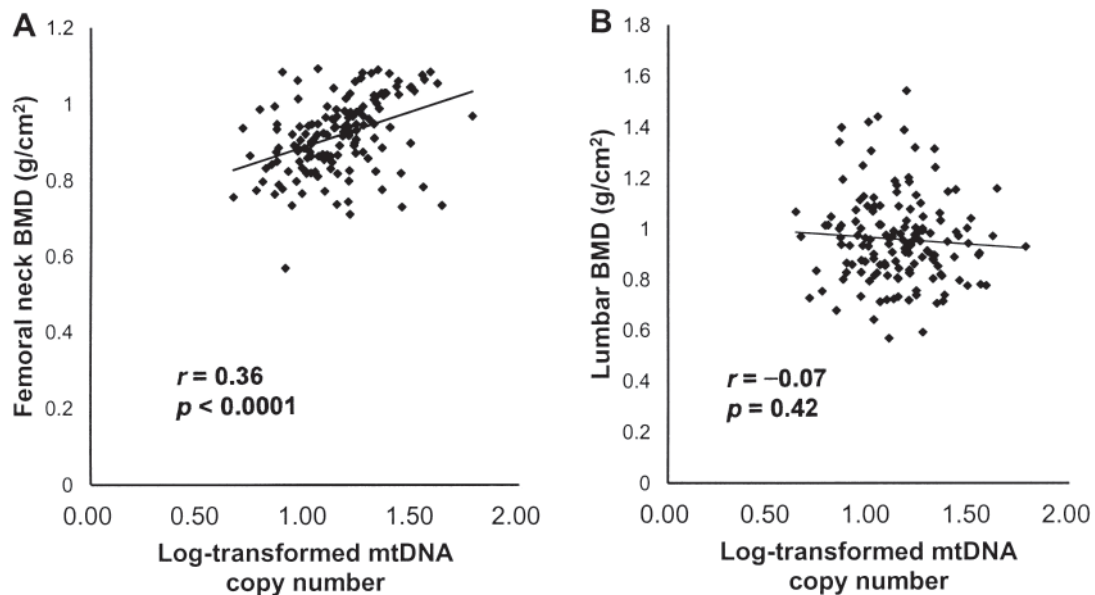 A
Femoral neck BMD (g/cm²)
1.2
1
0.8
0.6
0.4
0.2
0
r = 0.36
p < 0.0001
0.00 0.50 1.00 1.50 2.00
Log-transformed mtDNA
copy number
B
Lumbar BMD (g/cm²)
1.8
1.6
1.4
1.2
1
0.8
0.6
0.4
0.2
0
r = −0.07
p = 0.42
0.00 0.50 1.00 1.50 2.00
Log-transformed mtDNA
copy number